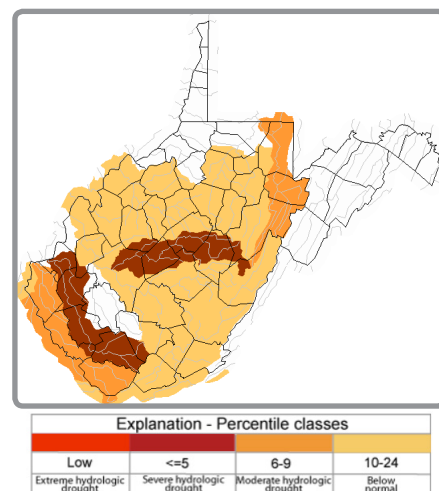 Explanation - Percentile classes
Low <=5 6-9 10-24
Extreme hydrologic Severe hydrologic Moderate hydrologic Below
drought drought drought normal